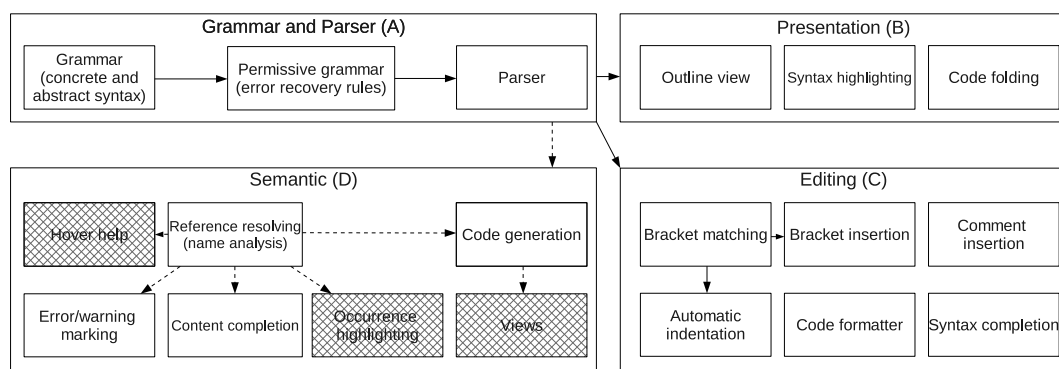 Grammar and Parser (A)
Grammar
(concrete and
abstract syntax)
Permissive grammar
(error recovery rules)
Parser
Presentation (B)
Outline view
Syntax highlighting
Code folding
Semantic (D)
Hover help
Reference resolving
(name analysis)
Code generation
Error/warning
marking
Content completion
Occurrence
highlighting
Views
Editing (C)
Bracket matching
Bracket insertion
Comment
insertion
Automatic
indentation
Code formatter
Syntax completion